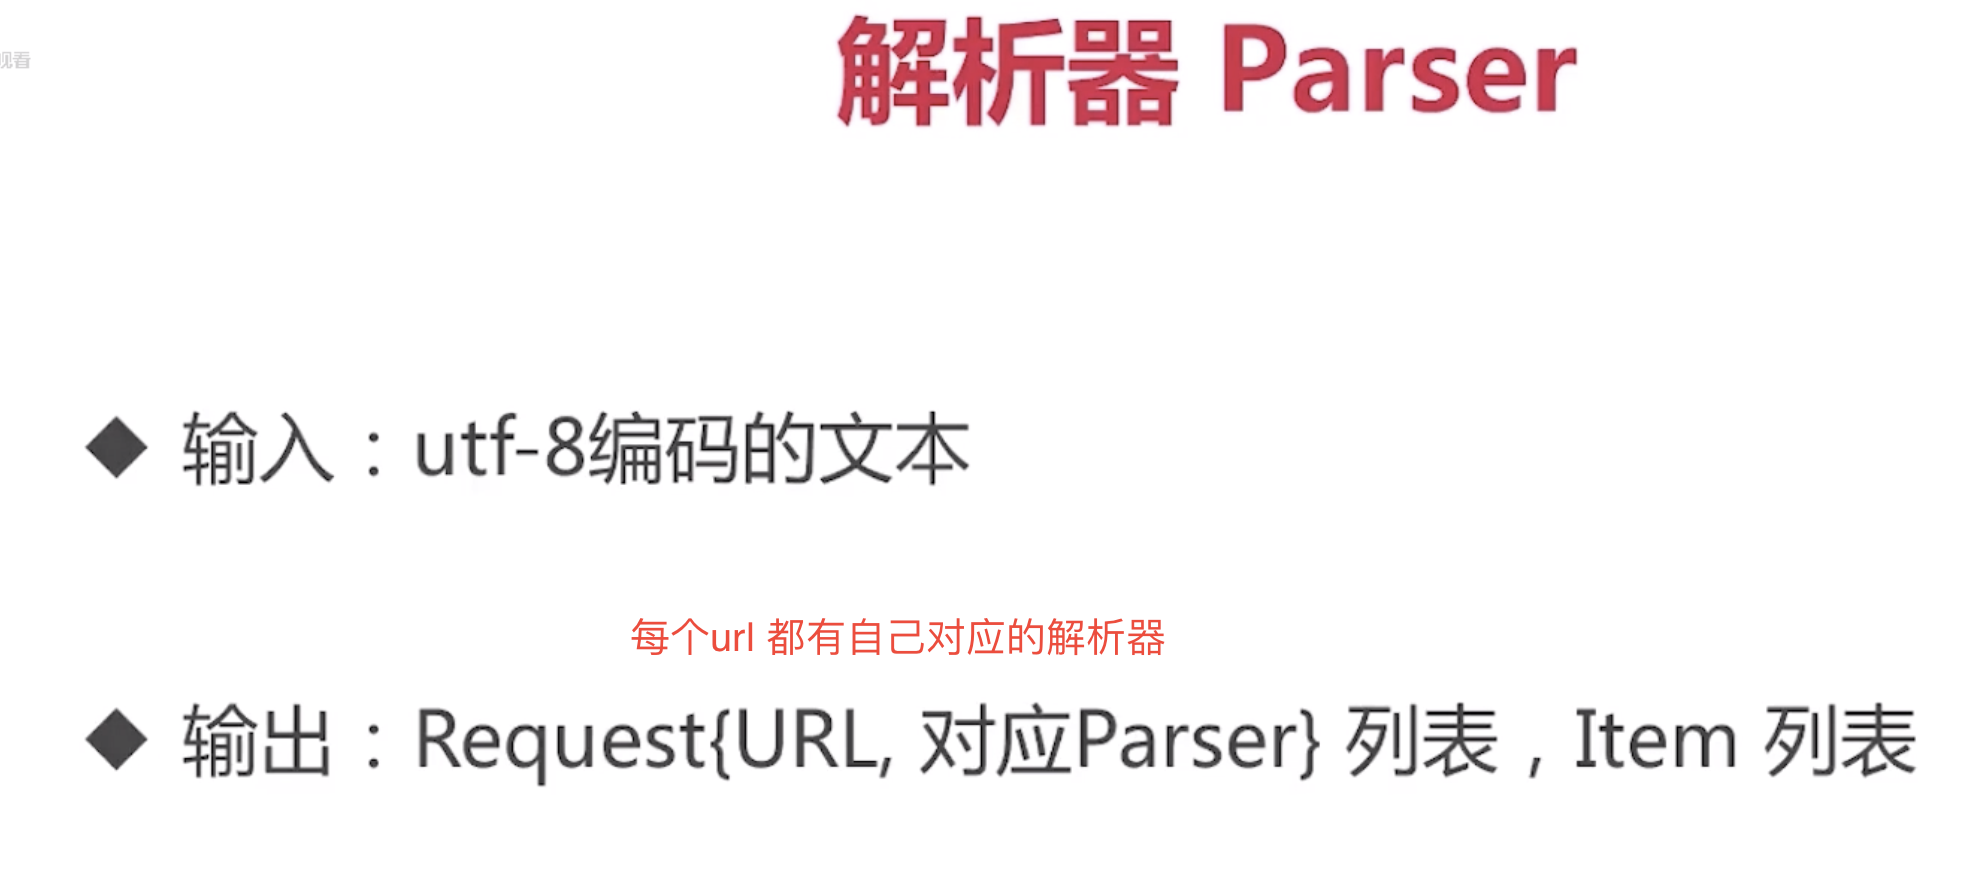 解析器 Parser
观看
◆ 输入：utf-8编码的文本
每个url 都有自己对应的解析器
◆ 输出：Request{URL, 对应Parser} 列表，Item 列表